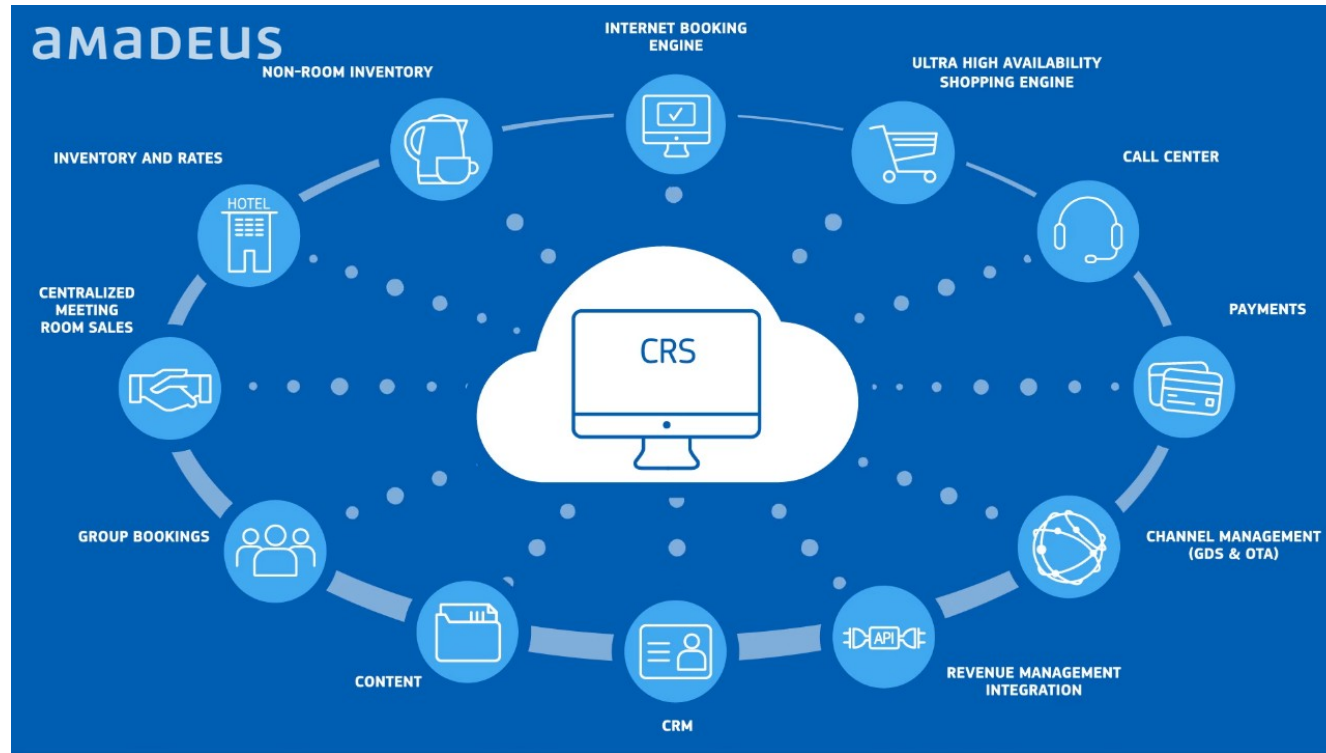 aMaDEUS
INTERNET BOOKING
ENGINE
NON-ROOM INVENTORY
ULTRA HIGH AVAILABILITY
SHOPPING ENGINE
INVENTORY AND RATES
CALL CENTER
HOTEL
CENTRALIZED
MEETING
ROOM SALES
PAYMENTS
CRS
GROUP BOOKINGS
CHANNEL MANAGEMENT
(GDS & OTA)
API
CONTENT
REVENUE MANAGEMENT
INTEGRATION
CRM